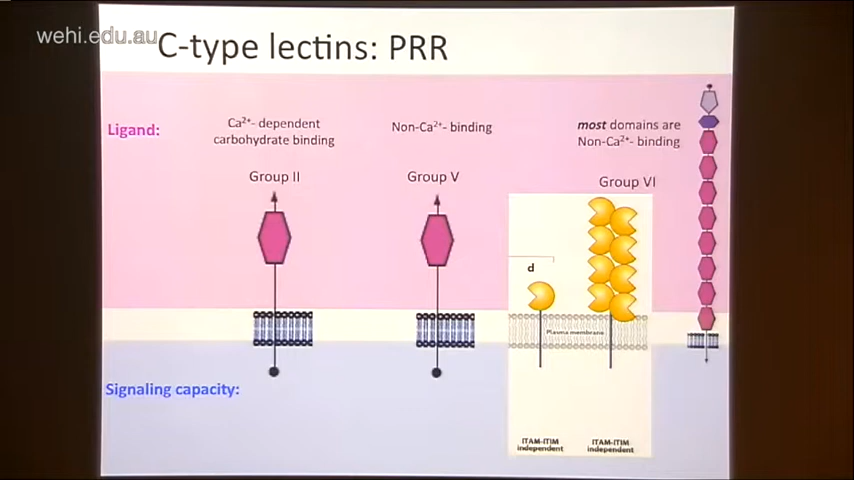 wehi.edu.au
C-type lectins: PRR
Ligand:
Ca2+- dependent
carbohydrate binding
Non-Ca2+- binding
most domains are
Non-Ca2+- binding
Group II
Group V
Group VI
d
Plasma membrane
Signaling capacity:
ITAM-ITIM
independent
ITAM-ITIM
independent